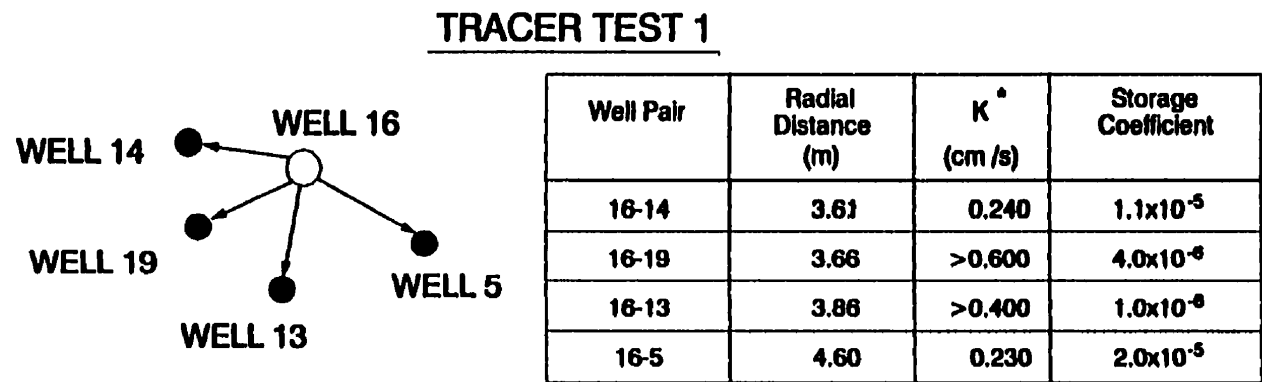 TRACER TEST 1
WELL 14
WELL 16
WELL 19
WELL 13
WELL 5
Well Pair Radial Distance (m) K* (cm/s) Storage Coefficient
16-14 3.61 0.240 1.1x10⁻⁵
16-19 3.66 >0.600 4.0x10⁻⁶
16-13 3.86 >0.400 1.0x10⁻⁶
16-5 4.60 0.230 2.0x10⁻⁵